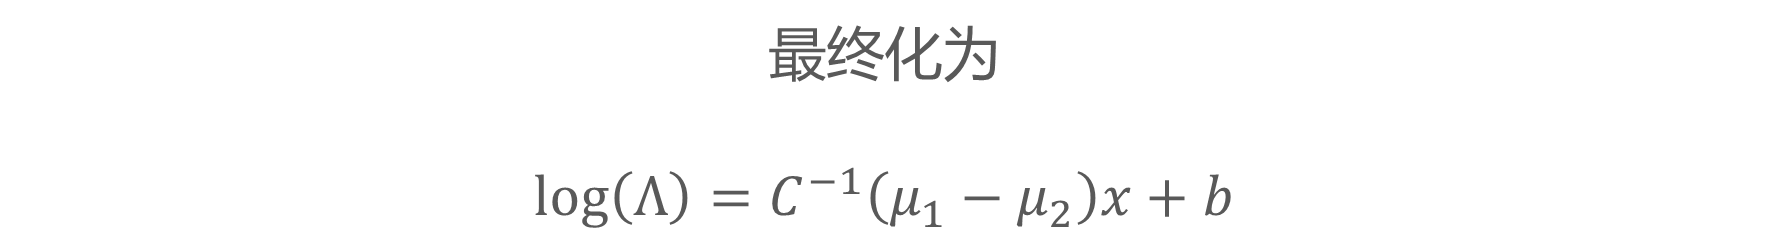 最终化为
log(Λ) = C⁻¹(μ₁ − μ₂)x + b